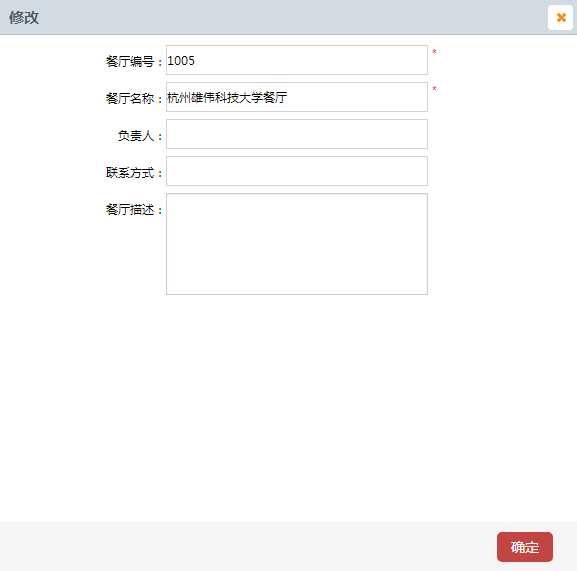 修改
餐厅编号：1005 *
餐厅名称：杭州雄伟科技大学餐厅 *
负责人：
联系方式：
餐厅描述：
确定